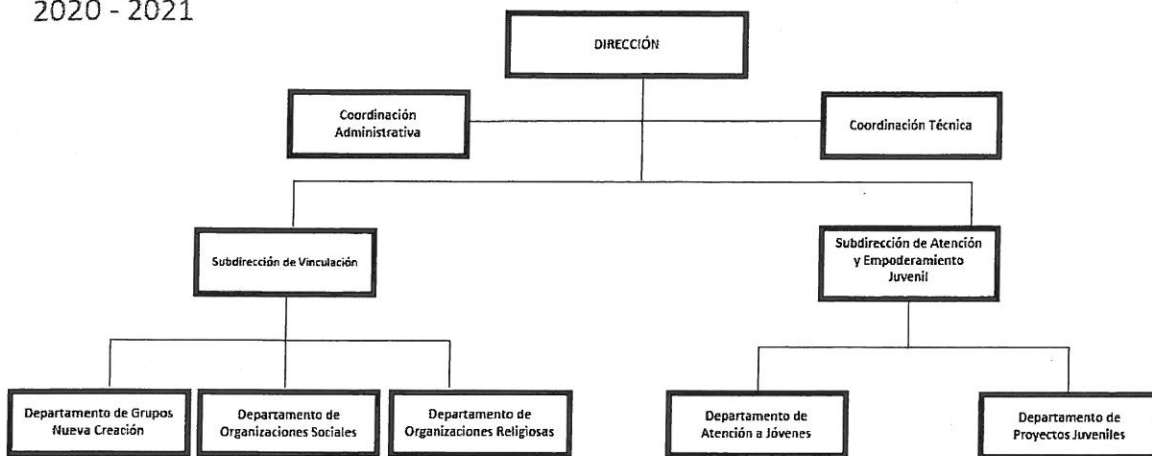 2020 - 2021
DIRECCIÓN
Coordinación
Administrativa
Coordinación Técnica
Subdirección de Vinculación
Subdirección de Atención
y Empoderamiento
Juvenil
Departamento de Grupos
Nueva Creación
Departamento de
Organizaciones Sociales
Departamento de
Organizaciones Religiosas
Departamento de
Atención a Jóvenes
Departamento de
Proyectos Juveniles